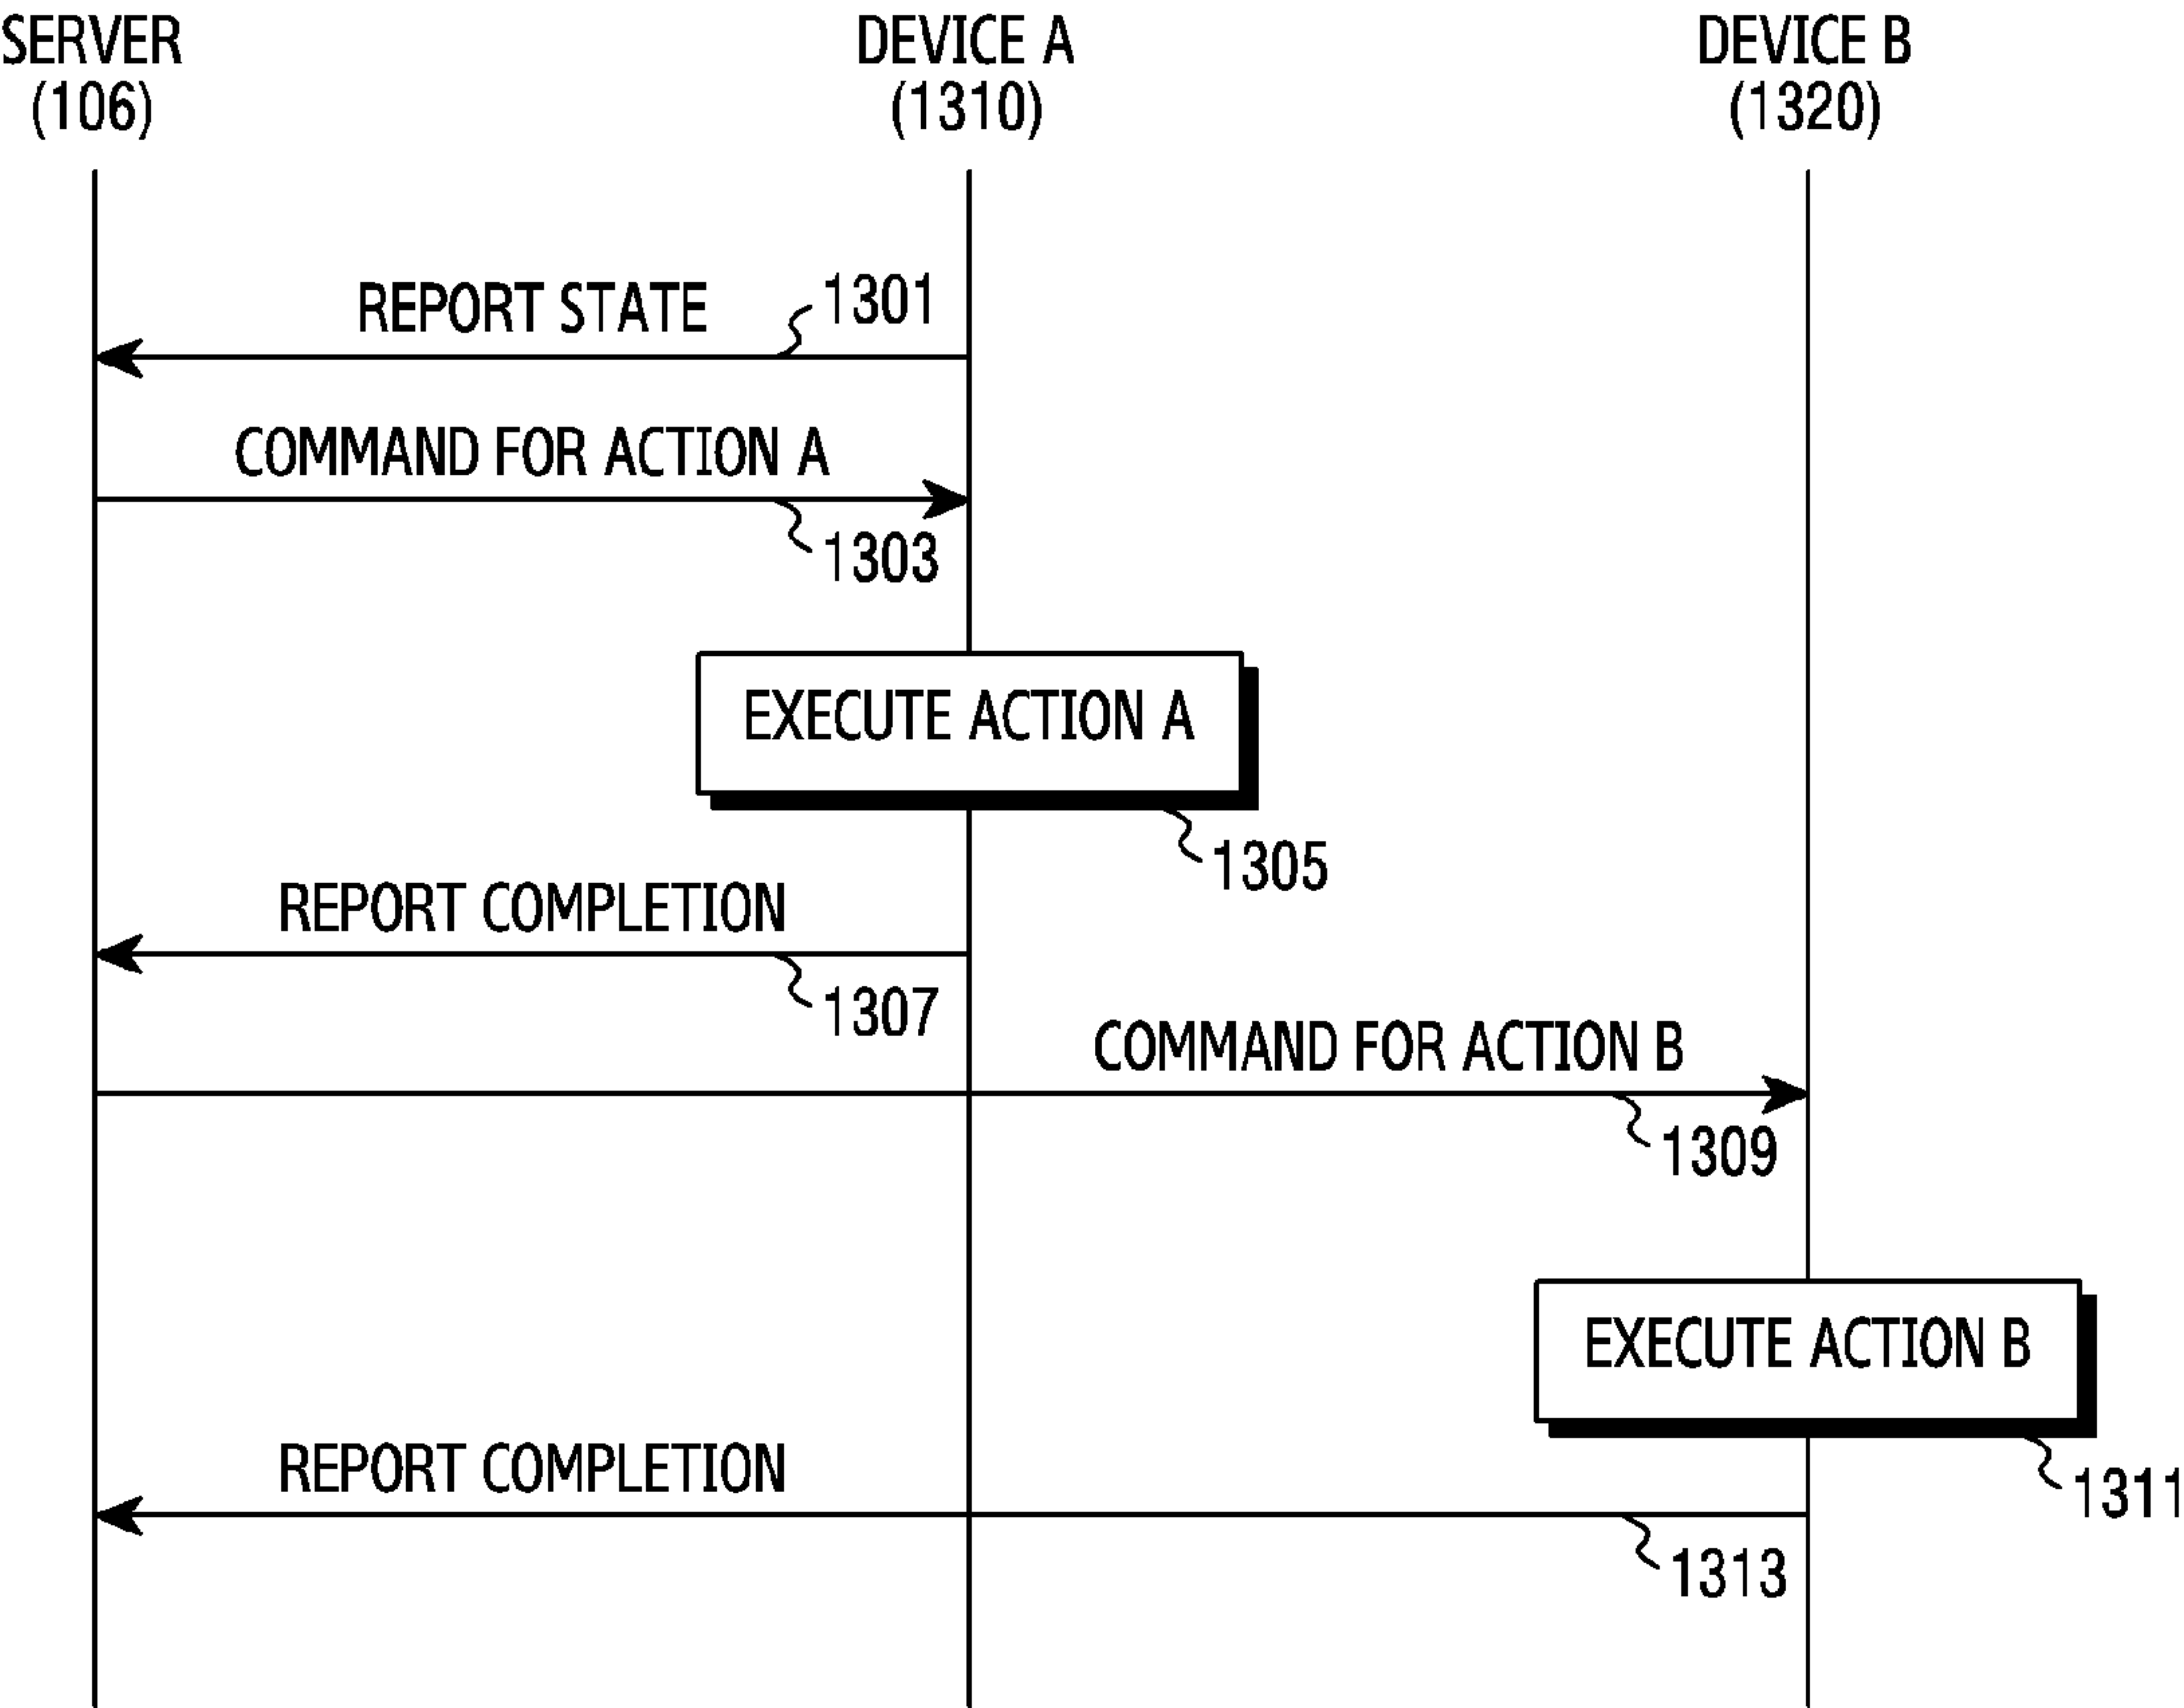 SERVER
(106)
DEVICE A
(1310)
DEVICE B
(1320)
REPORT STATE
1301
COMMAND FOR ACTION A
1303
EXECUTE ACTION A
1305
REPORT COMPLETION
1307
COMMAND FOR ACTION B
1309
EXECUTE ACTION B
1311
REPORT COMPLETION
1313